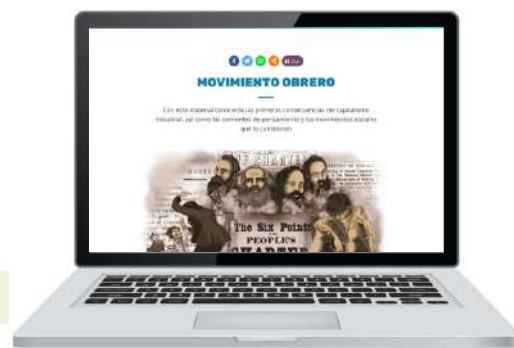 MOVIMIENTO OBRERO
Con este material conocerás las primeras consecuencias del capitalismo
industrial, así como las corrientes de pensamiento y los movimientos sociales
que lo cuestionan
The Six Points
PEOPLE'S
CHARTER